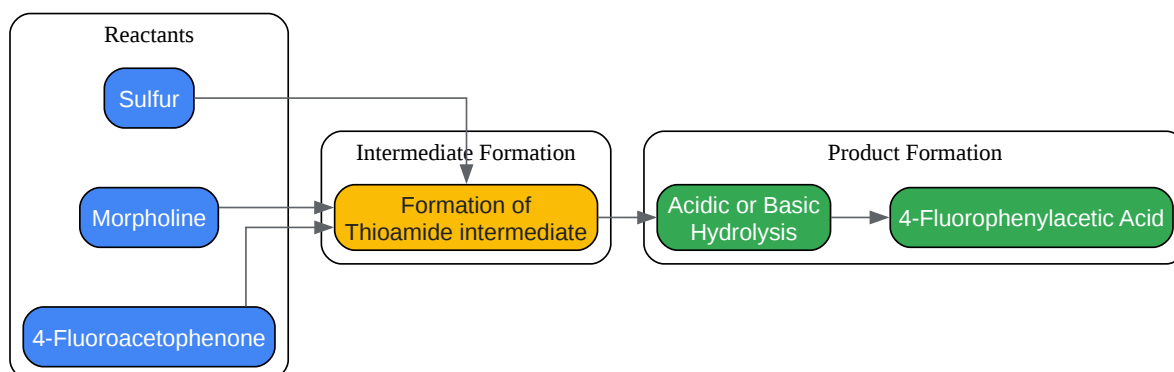 Reactants
Sulfur
Morpholine
4-Fluoroacetophenone
Intermediate Formation
Formation of
Thioamide intermediate
Product Formation
Acidic or Basic
Hydrolysis
4-Fluorophenylacetic Acid